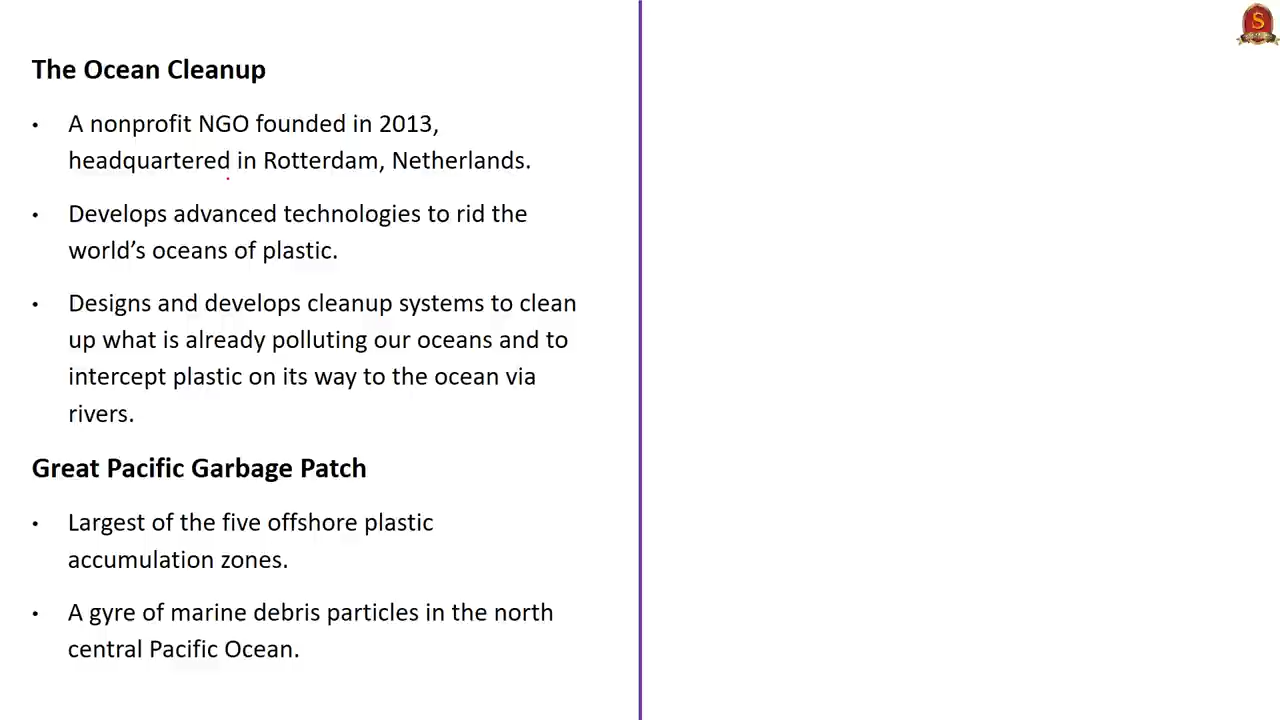 The Ocean Cleanup
• A nonprofit NGO founded in 2013,
headquartered in Rotterdam, Netherlands.
• Develops advanced technologies to rid the
world’s oceans of plastic.
• Designs and develops cleanup systems to clean
up what is already polluting our oceans and to
intercept plastic on its way to the ocean via
rivers.
Great Pacific Garbage Patch
• Largest of the five offshore plastic
accumulation zones.
• A gyre of marine debris particles in the north
central Pacific Ocean.
S